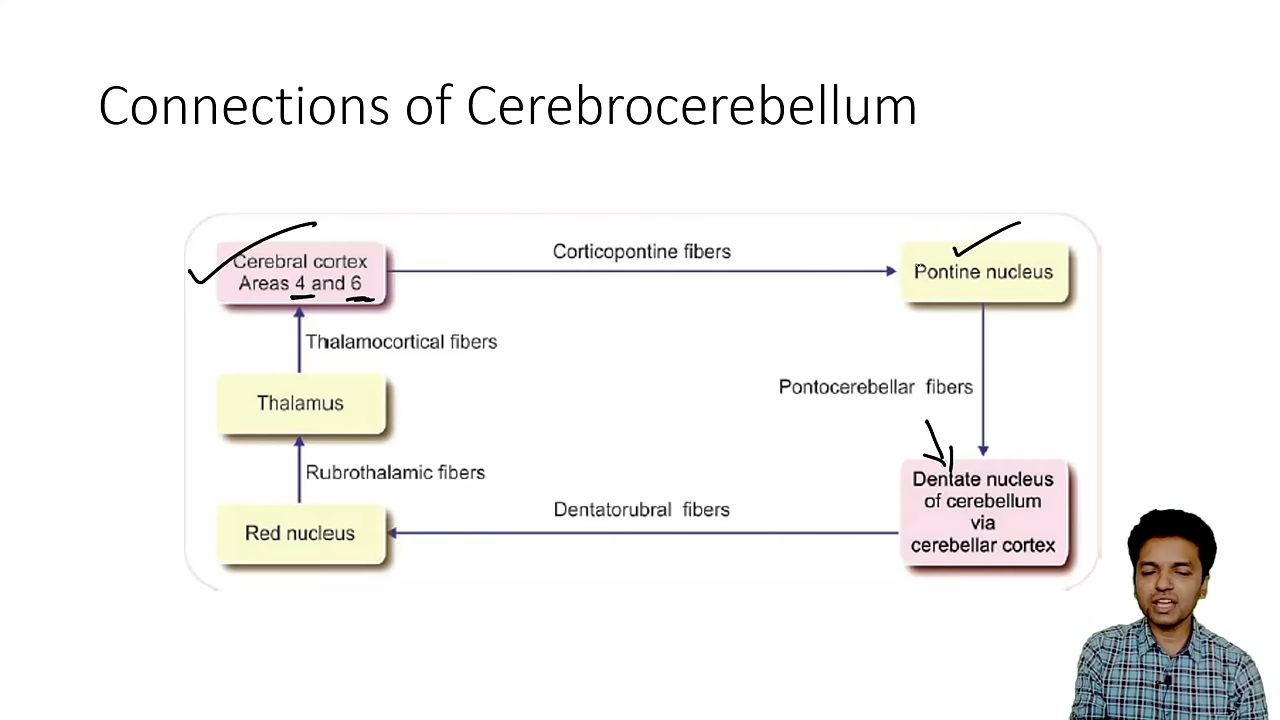 Connections of Cerebrocerebellum
Cerebral cortex
Areas 4 and 6
Corticopontine fibers
Pontine nucleus
Thalamocortical fibers
Thalamus
Pontocerebellar fibers
Rubrothalamic fibers
Red nucleus
Dentatorubral fibers
Dentate nucleus
of cerebellum
via
cerebellar cortex